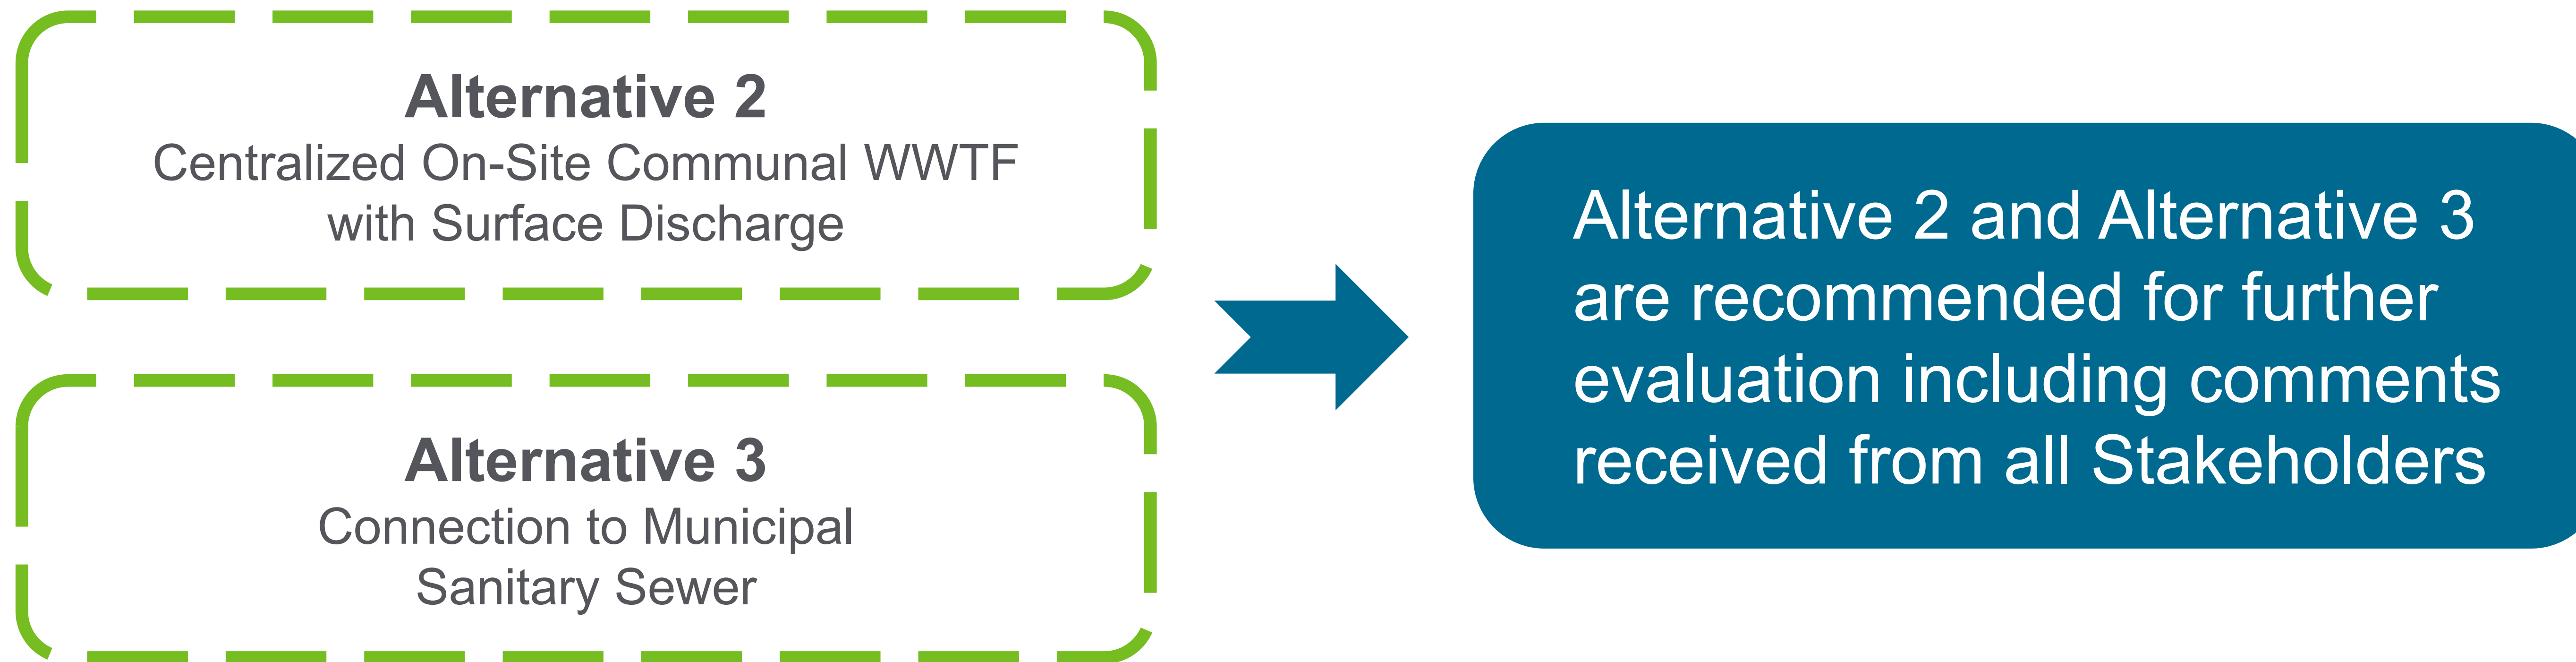 Alternative 2
Centralized On-Site Communal WWTF
with Surface Discharge
Alternative 3
Connection to Municipal
Sanitary Sewer
Alternative 2 and Alternative 3
are recommended for further
evaluation including comments
received from all Stakeholders